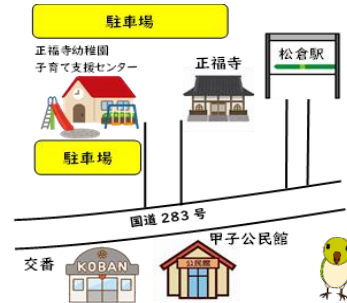 駐車場
正福寺幼稚園
子育て支援センター
正福寺
松倉駅
駐車場
国道 283 号
甲子公民館
交番
KOBAN
公民館